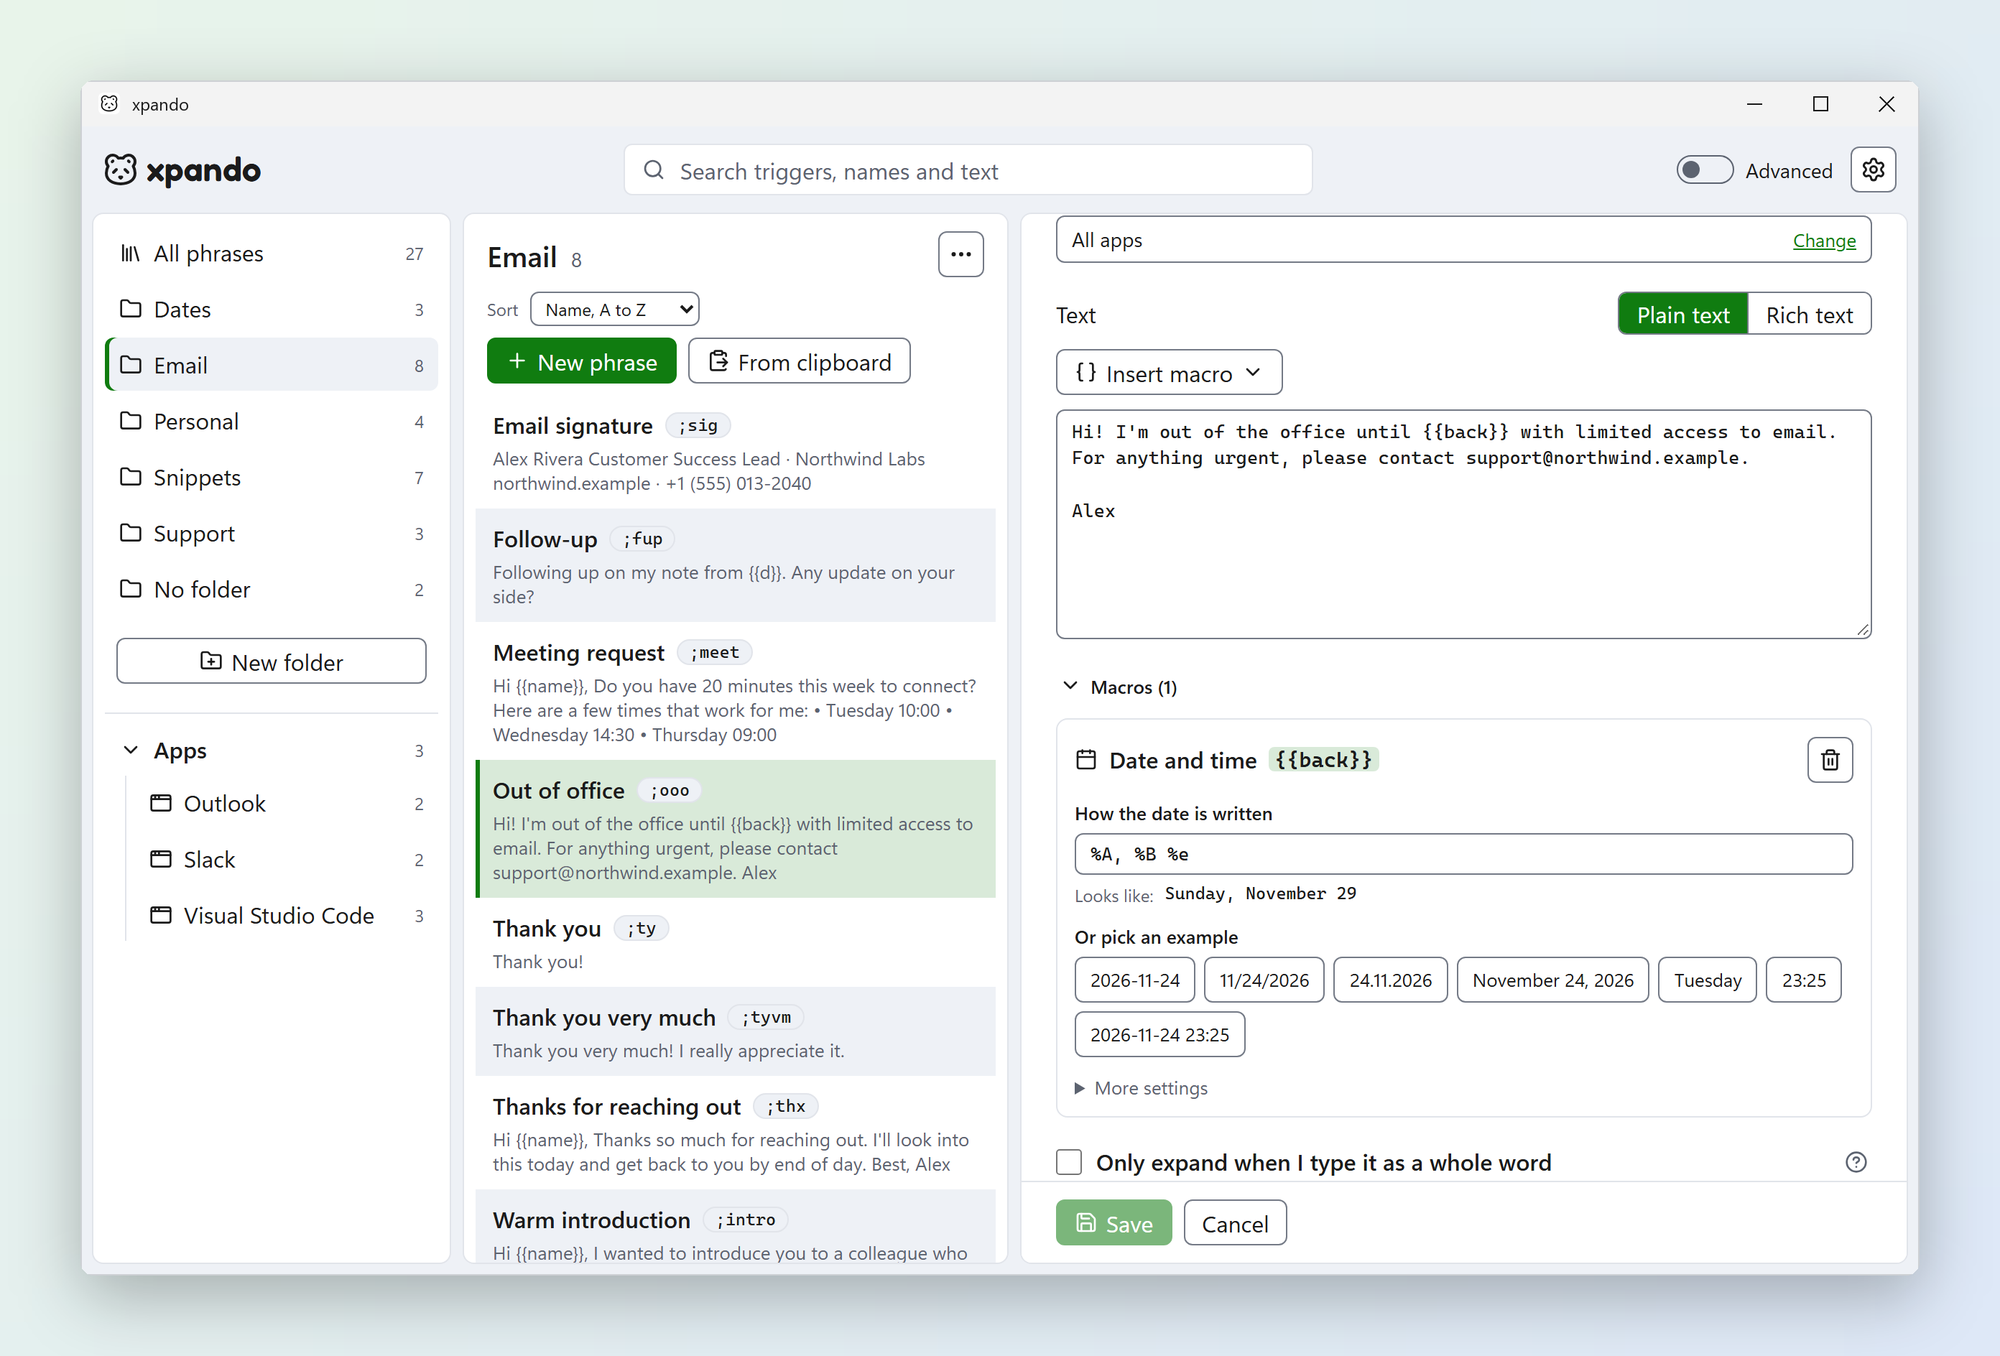 xpando
xpando
Search triggers, names and text
Advanced
All phrases 27
Dates 3
Email 8
Personal 4
Snippets 7
Support 3
No folder 2
New folder
Apps 3
Outlook 2
Slack 2
Visual Studio Code 3
Email 8
Sort Name, A to Z
+ New phrase From clipboard
Email signature ;sig
Alex Rivera Customer Success Lead · Northwind Labs
northwind.example · +1 (555) 013-2040
Follow-up ;fup
Following up on my note from {{d}}. Any update on your
side?
Meeting request ;meet
Hi {{name}}, Do you have 20 minutes this week to connect?
Here are a few times that work for me: • Tuesday 10:00 •
Wednesday 14:30 • Thursday 09:00
Out of office ;ooo
Hi! I'm out of the office until {{back}} with limited access to
email. For anything urgent, please contact
support@northwind.example. Alex
Thank you ;ty
Thank you!
Thank you very much ;tyvm
Thank you very much! I really appreciate it.
Thanks for reaching out ;thx
Hi {{name}}, Thanks so much for reaching out. I'll look into
this today and get back to you by end of day. Best, Alex
Warm introduction ;intro
Hi {{name}}, I wanted to introduce you to a colleague who
All apps Change
Text Plain text Rich text
{} Insert macro
Hi! I'm out of the office until {{back}} with limited access to email.
For anything urgent, please contact support@northwind.example.
Alex
Macros (1)
Date and time {{back}}
How the date is written
%A, %B %e
Looks like: Sunday, November 29
Or pick an example
2026-11-24 11/24/2026 24.11.2026 November 24, 2026 Tuesday 23:25
2026-11-24 23:25
More settings
Only expand when I type it as a whole word
Save Cancel